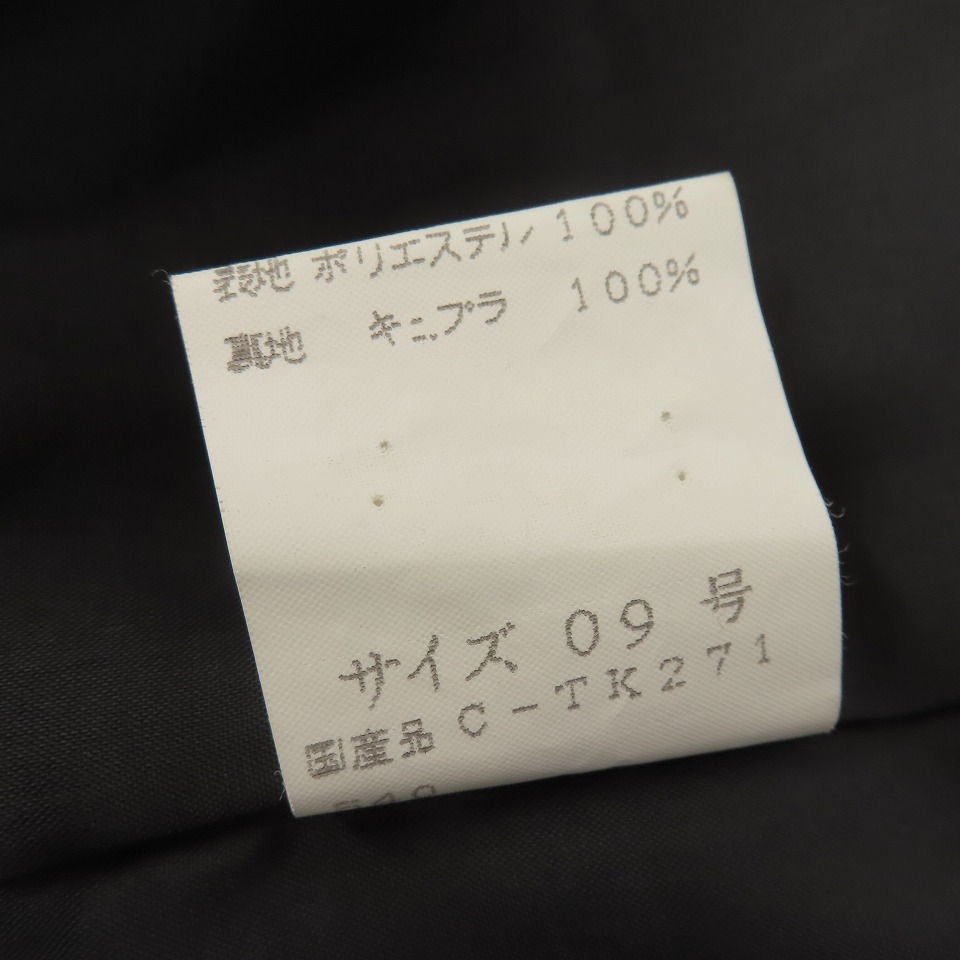 表地 ポリエステル 100%
裏地 キュプラ 100%
サイズ 09 号
国産品 C-TK271